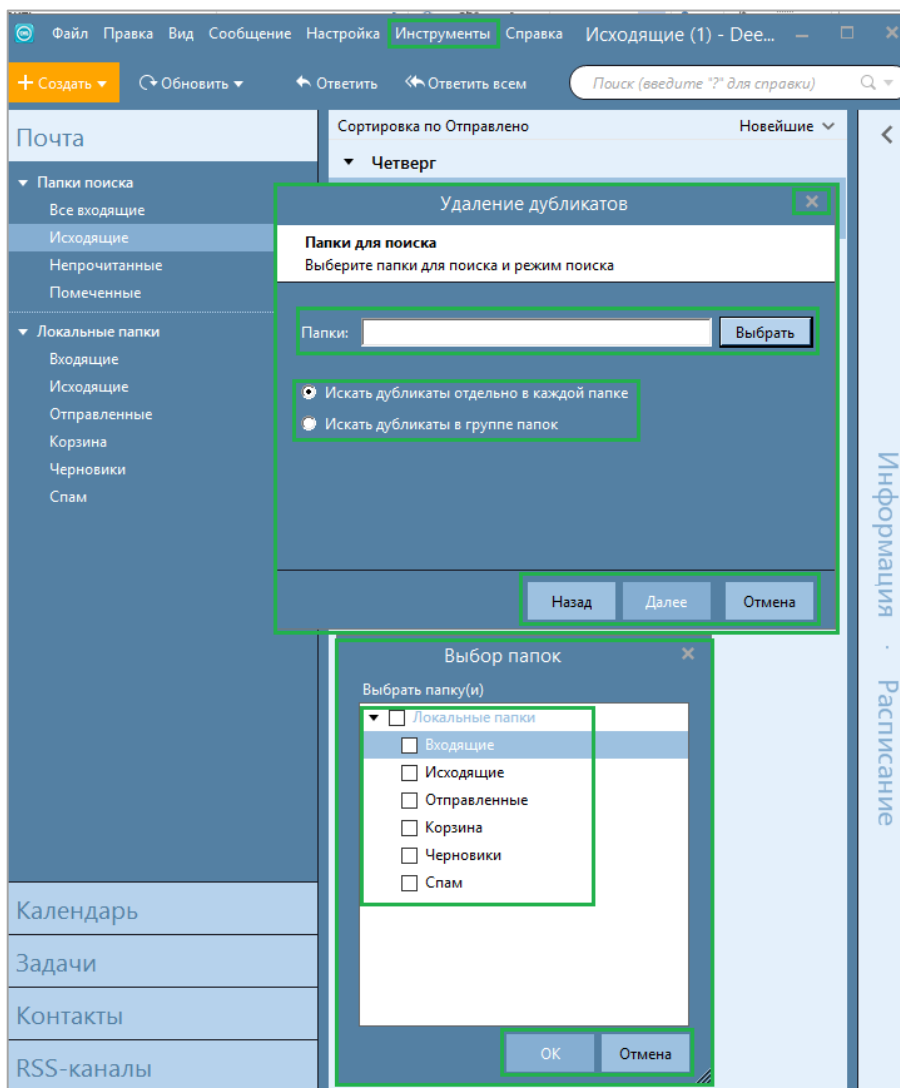 Файл Правка Вид Сообщение Настройка Инструменты Справка Исходящие (1) - Dee...
Создать Обновить Ответить Ответить всем Поиск (введите "?" для справки)
Почта
Сортировка по Отправлено Новейшие
Четверг
Папки поиска
Все входящие
Исходящие
Непрочитанные
Помеченные
Локальные папки
Входящие
Исходящие
Отправленные
Корзина
Черновики
Спам
Удаление дубликатов
Папки для поиска
Выберите папки для поиска и режим поиска
Папки: Выбрать
Искать дубликаты отдельно в каждой папке
Искать дубликаты в группе папок
Назад Далее Отмена
Выбор папок
Выбрать папку(и)
Локальные папки
Входящие
Исходящие
Отправленные
Корзина
Черновики
Спам
OK Отмена
Календарь
Задачи
Контакты
RSS-каналы
Информация · Расписание